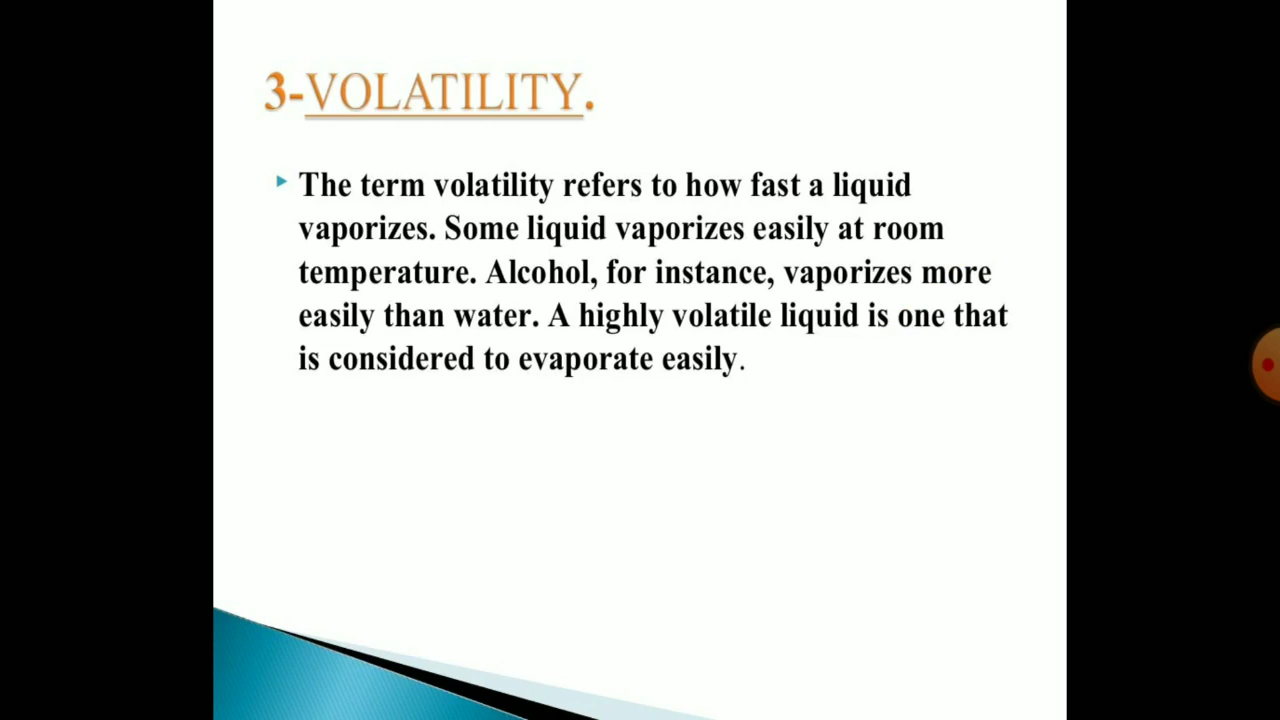 3-VOLATILITY.
The term volatility refers to how fast a liquid
vaporizes. Some liquid vaporizes easily at room
temperature. Alcohol, for instance, vaporizes more
easily than water. A highly volatile liquid is one that
is considered to evaporate easily.